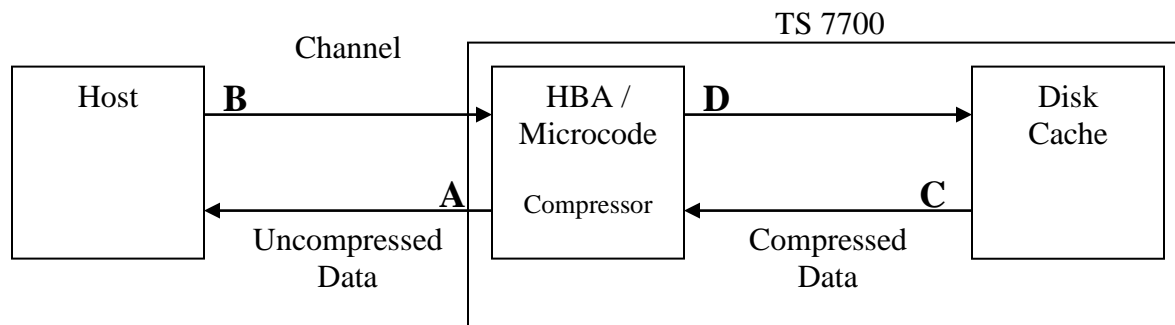 TS 7700
Channel
Host
B
HBA /
Microcode
D
Disk
Cache
A
Compressor
C
Uncompressed
Data
Compressed
Data